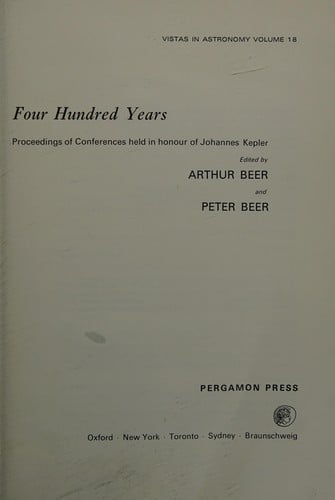 VISTAS IN ASTRONOMY VOLUME 18
Four Hundred Years
Proceedings of Conferences held in honour of Johannes Kepler
Edited by
ARTHUR BEER
and
PETER BEER
PERGAMON PRESS
Oxford · New York · Toronto · Sydney · Braunschweig